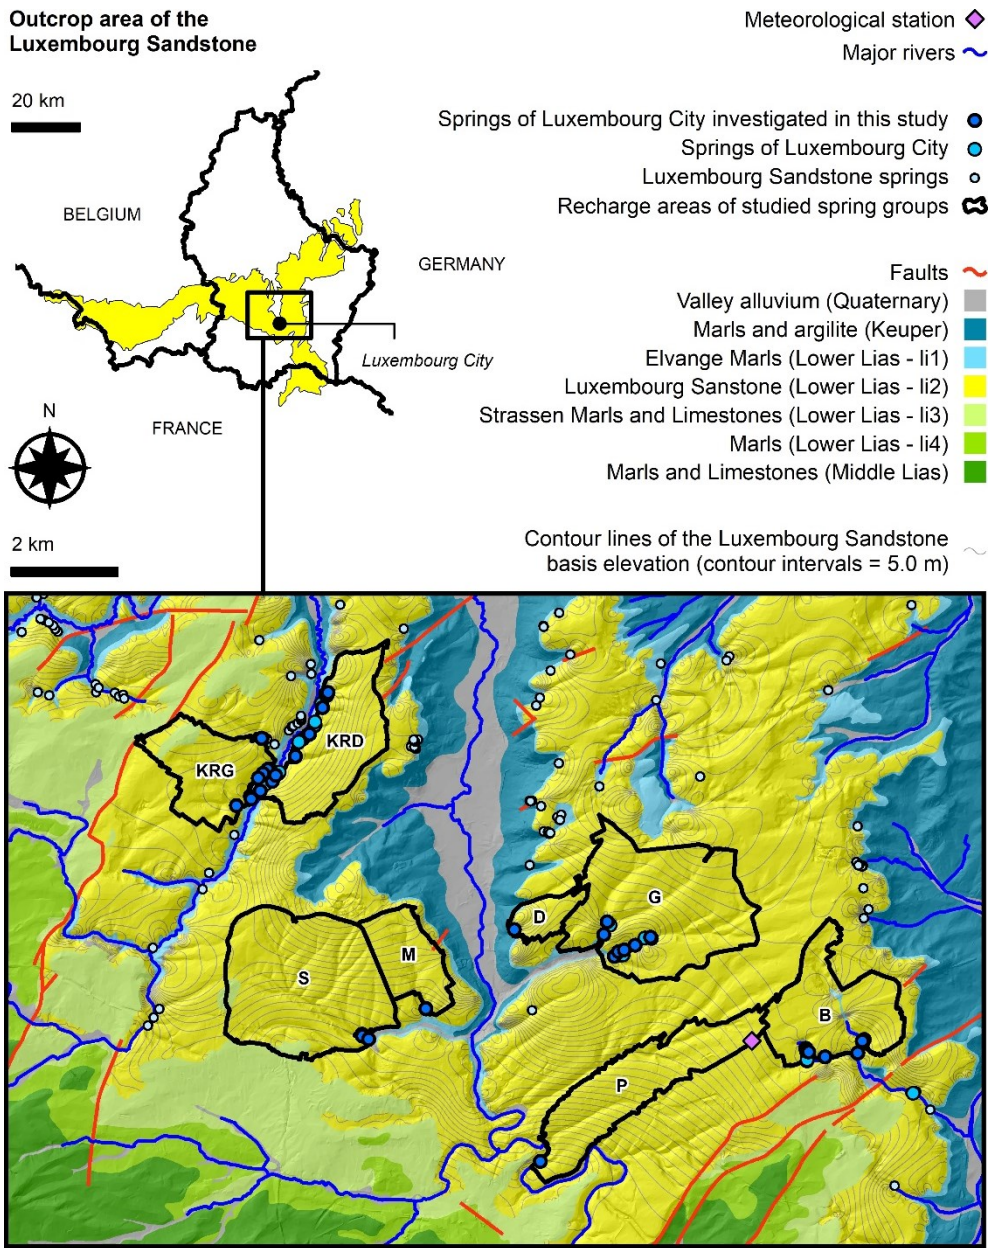 Outcrop area of the
Luxembourg Sandstone
20 km
BELGIUM
GERMANY
Luxembourg City
FRANCE
N
2 km
Meteorological station
Major rivers
Springs of Luxembourg City investigated in this study
Springs of Luxembourg City
Luxembourg Sandstone springs
Recharge areas of studied spring groups
Faults
Valley alluvium (Quaternary)
Marls and argilite (Keuper)
Elvange Marls (Lower Lias - li1)
Luxembourg Sanstone (Lower Lias - li2)
Strassen Marls and Limestones (Lower Lias - li3)
Marls (Lower Lias - li4)
Marls and Limestones (Middle Lias)
Contour lines of the Luxembourg Sandstone
basis elevation (contour intervals = 5.0 m)
KRD
KRG
G
D
M
S
B
P